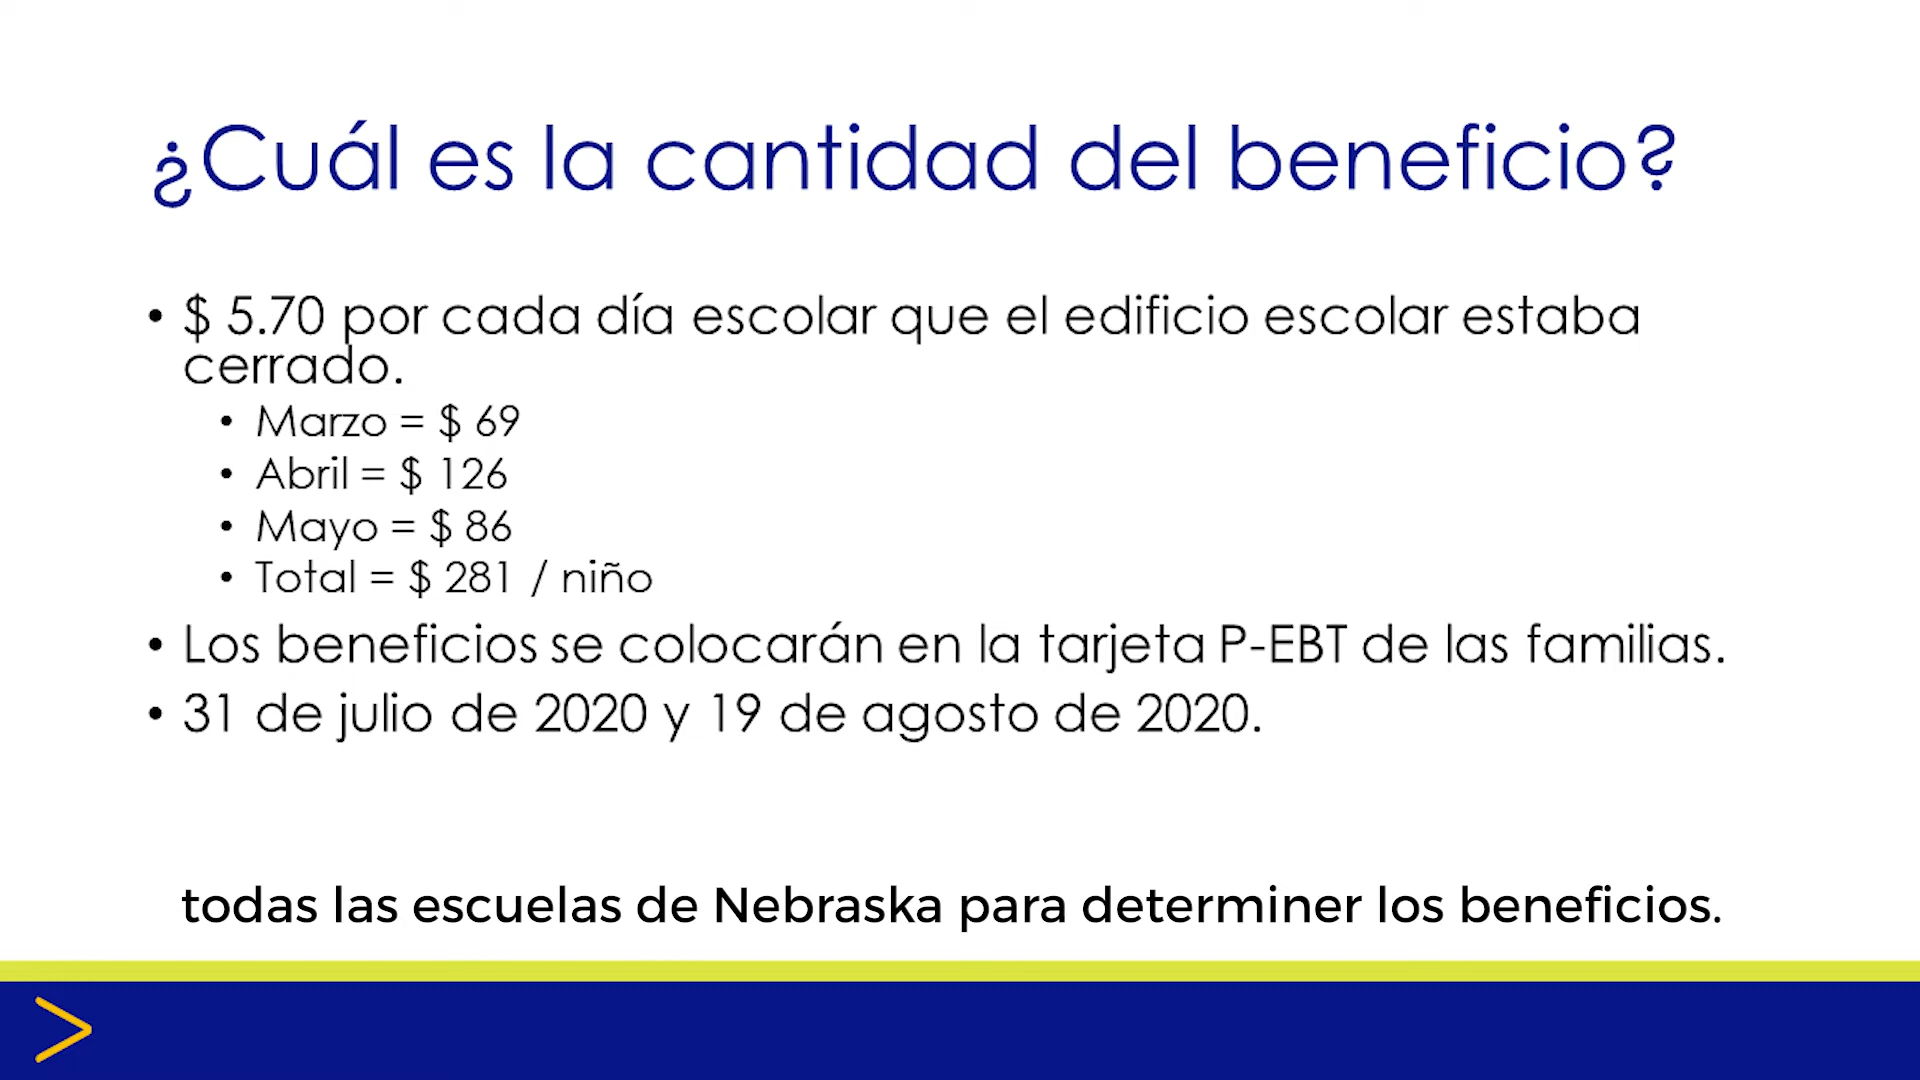 ¿Cuál es la cantidad del beneficio?
• $ 5.70 por cada día escolar que el edificio escolar estaba
cerrado.
• Marzo = $ 69
• Abril = $ 126
• Mayo = $ 86
• Total = $ 281 / niño
• Los beneficios se colocarán en la tarjeta P-EBT de las familias.
• 31 de julio de 2020 y 19 de agosto de 2020.
todas las escuelas de Nebraska para determiner los beneficios.